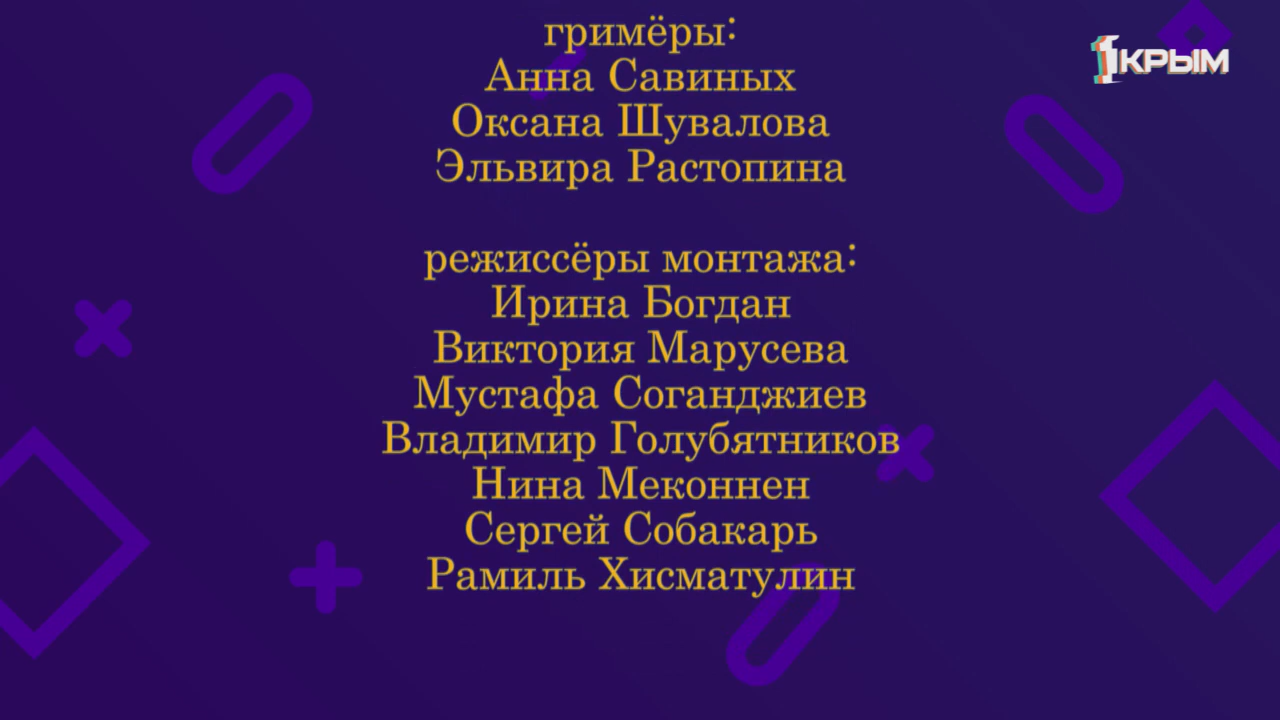 гримёры:
Анна Савиных
Оксана Шувалова
Эльвира Растопина
режиссёры монтажа:
Ирина Богдан
Виктория Марусева
Мустафа Соганджиев
Владимир Голубятников
Нина Меконнен
Сергей Собакарь
Рамиль Хисматулин
1КРЫМ